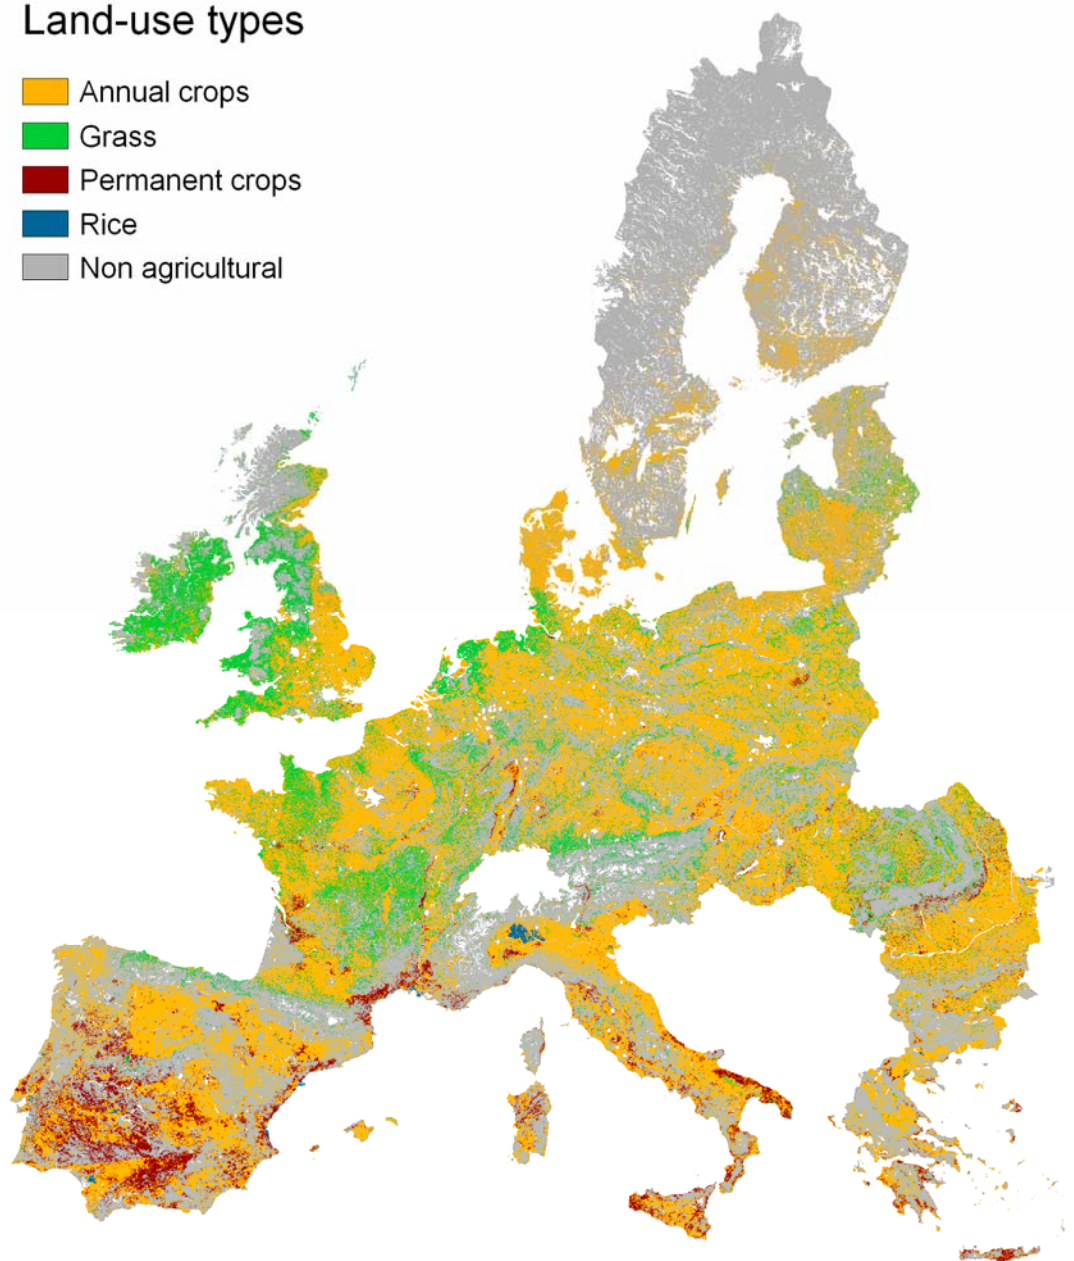 Land-use types
Annual crops
Grass
Permanent crops
Rice
Non agricultural